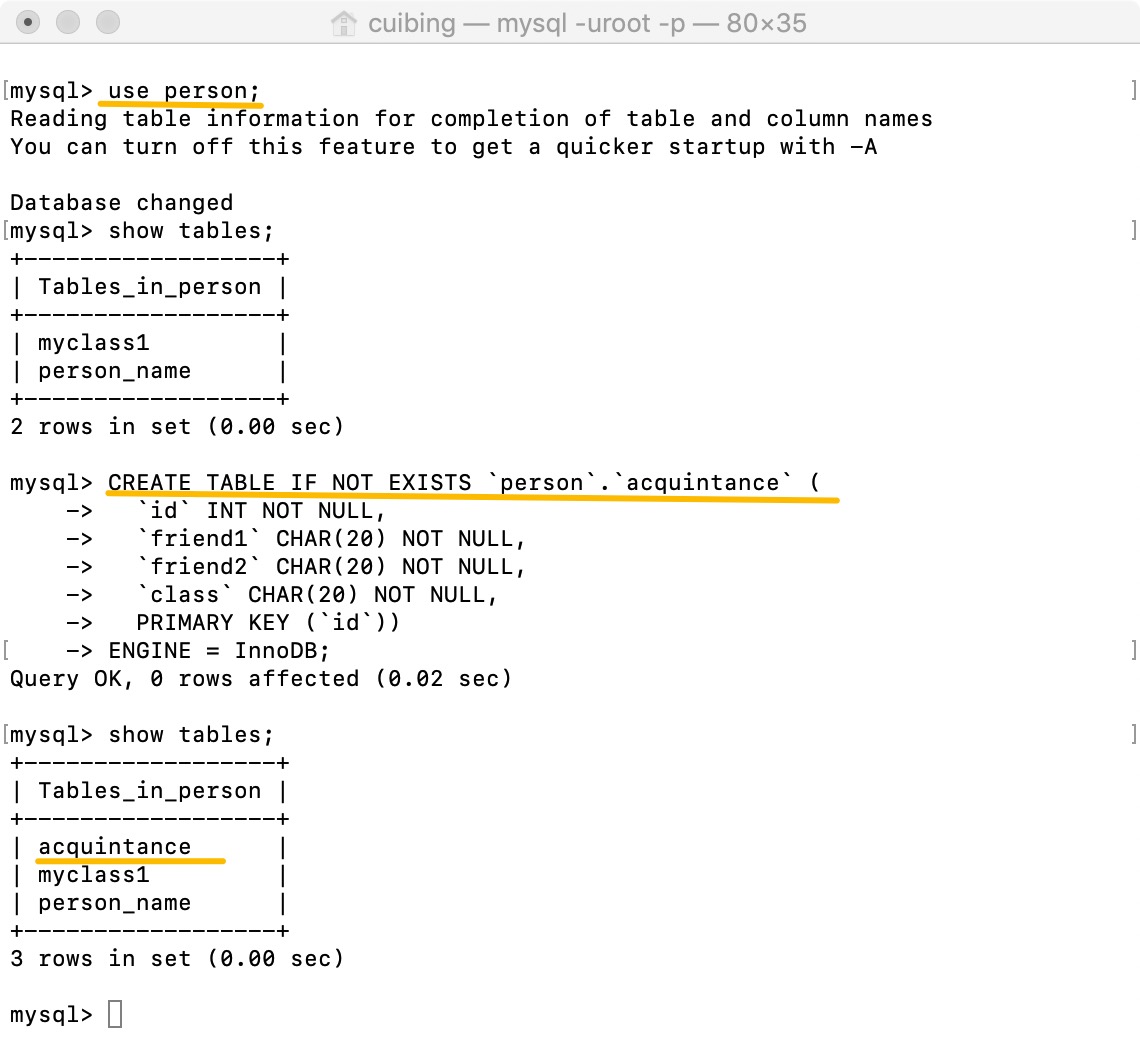 cuibing — mysql -uroot -p — 80×35
[mysql> use person; ]
Reading table information for completion of table and column names
You can turn off this feature to get a quicker startup with -A
Database changed
[mysql> show tables; ]
+------------------+
| Tables_in_person |
+------------------+
| myclass1         |
| person_name      |
+------------------+
2 rows in set (0.00 sec)
mysql> CREATE TABLE IF NOT EXISTS `person`.`acquintance` (
    ->   `id` INT NOT NULL,
    ->   `friend1` CHAR(20) NOT NULL,
    ->   `friend2` CHAR(20) NOT NULL,
    ->   `class` CHAR(20) NOT NULL,
    ->   PRIMARY KEY (`id`))
[    -> ENGINE = InnoDB; ]
Query OK, 0 rows affected (0.02 sec)
[mysql> show tables; ]
+------------------+
| Tables_in_person |
+------------------+
| acquintance      |
| myclass1         |
| person_name      |
+------------------+
3 rows in set (0.00 sec)
mysql>